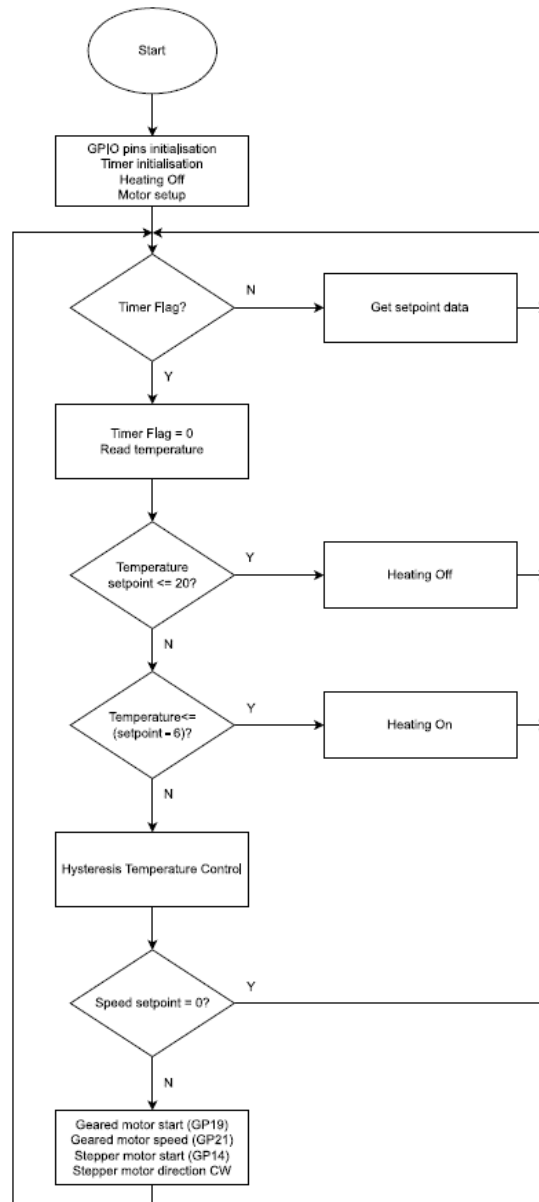 Start
GPIO pins initialisation
Timer initialisation
Heating Off
Motor setup
Timer Flag?
N
Get setpoint data
Y
Timer Flag = 0
Read temperature
Temperature
setpoint <= 20?
Y
Heating Off
N
Temperature<=
(setpoint - 6)?
Y
Heating On
N
Hysteresis Temperature Control
Speed setpoint = 0?
Y
N
Geared motor start (GP19)
Geared motor speed (GP21)
Stepper motor start (GP14)
Stepper motor direction CW